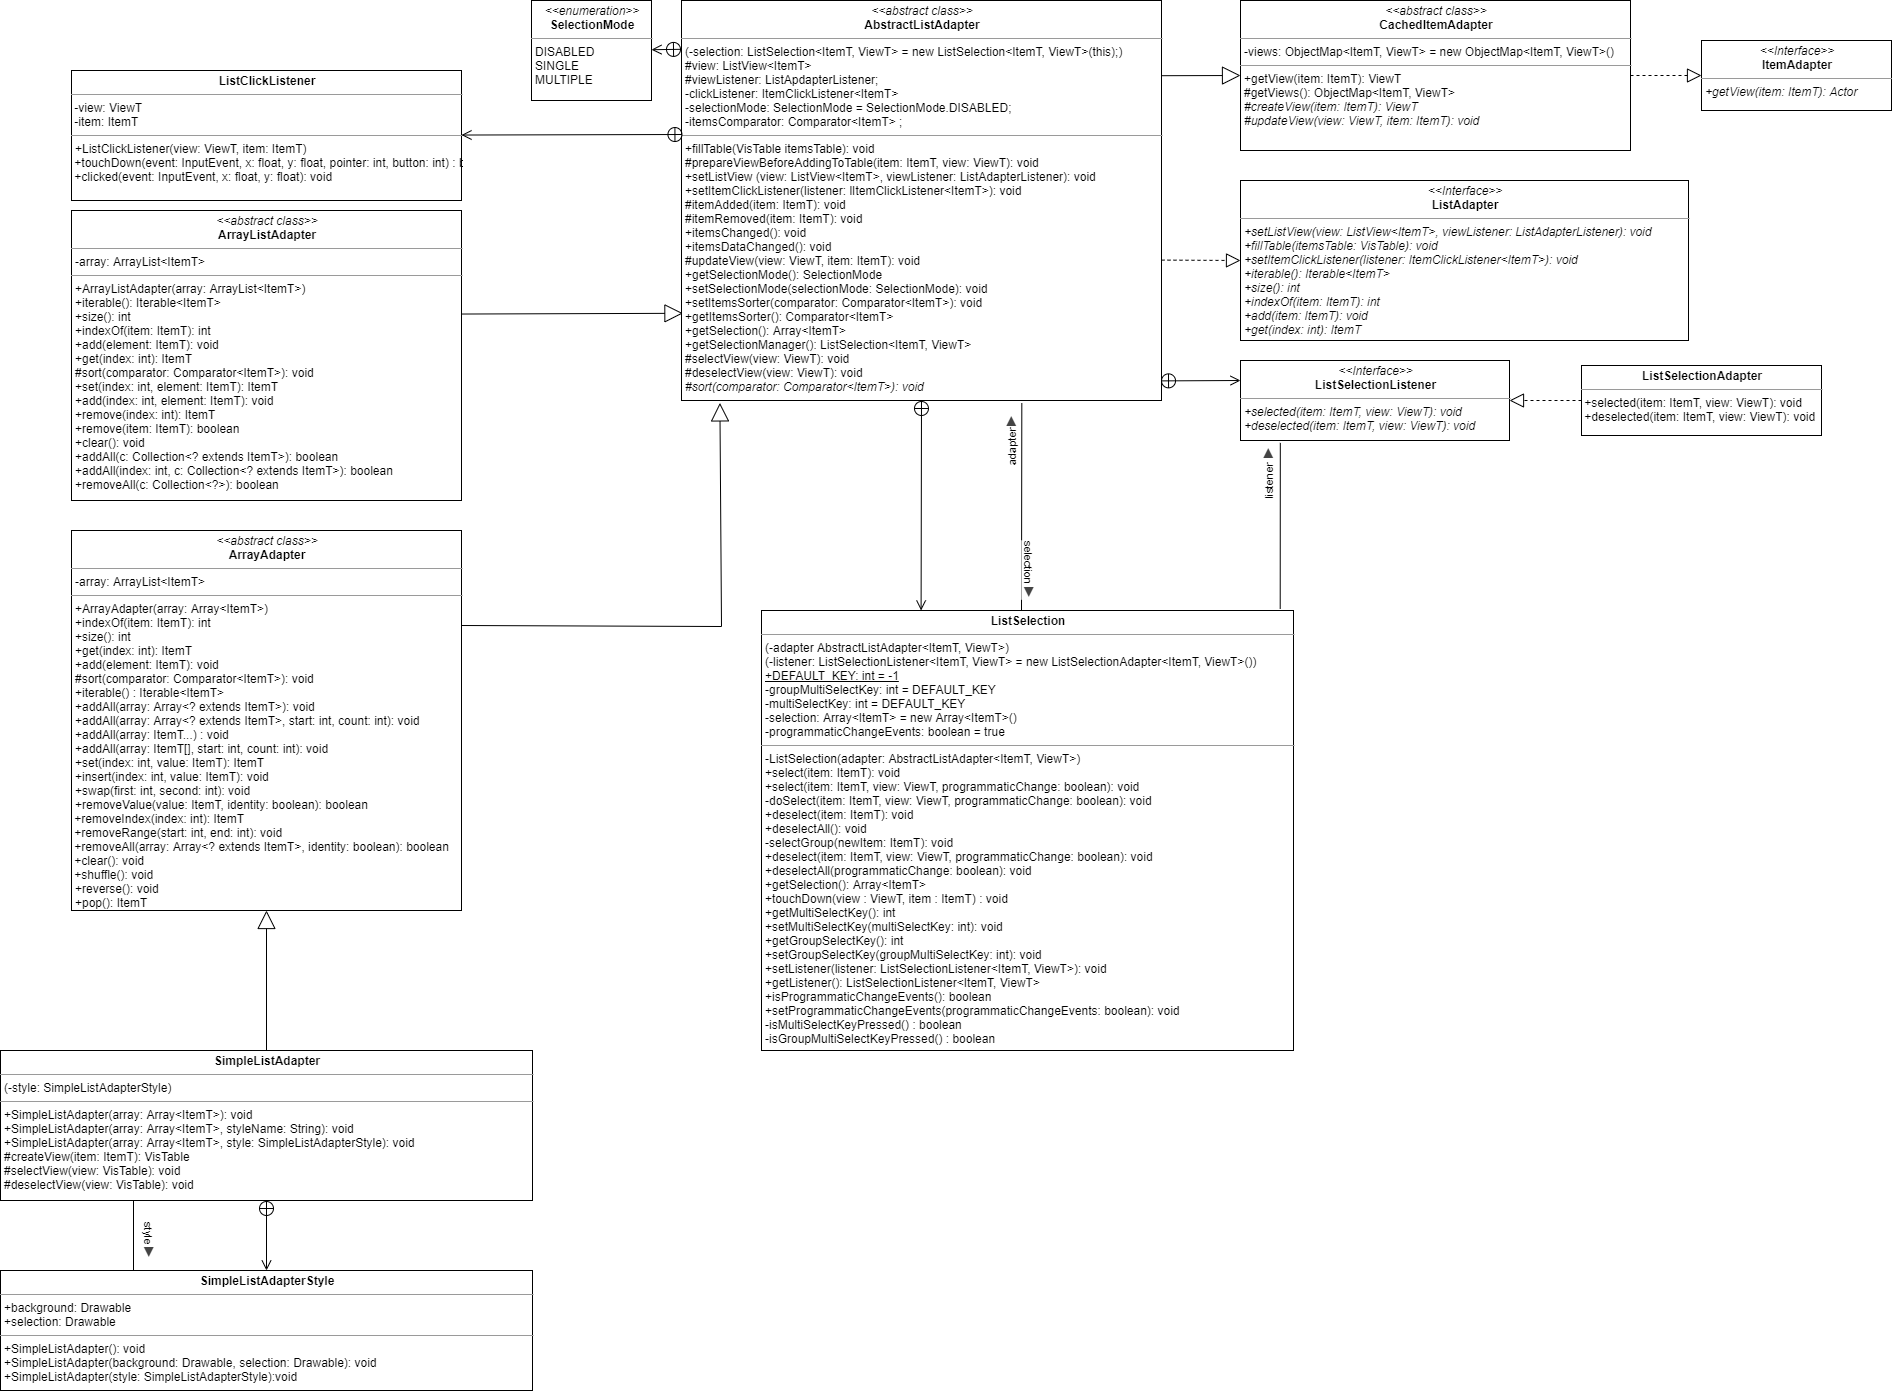 <<enumeration>>
SelectionMode
DISABLED
SINGLE
MULTIPLE
<<abstract class>>
AbstractListAdapter
(-selection: ListSelection<ItemT, ViewT> = new ListSelection<ItemT, ViewT>(this);)
#view: ListView<ItemT>
#viewListener: ListApdapterListener;
-clickListener: ItemClickListener<ItemT>
-selectionMode: SelectionMode = SelectionMode.DISABLED;
-itemsComparator: Comparator<ItemT> ;
+fillTable(VisTable itemsTable): void
#prepareViewBeforeAddingToTable(item: ItemT, view: ViewT): void
+setListView (view: ListView<ItemT>, viewListener: ListAdapterListener): void
+setItemClickListener(listener: IItemClickListener<ItemT>): void
#itemAdded(item: ItemT): void
#itemRemoved(item: ItemT): void
+itemsChanged(): void
+itemsDataChanged(): void
#updateView(view: ViewT, item: ItemT): void
+getSelectionMode(): SelectionMode
+setSelectionMode(selectionMode: SelectionMode): void
+setItemsSorter(comparator: Comparator<ItemT>): void
+getItemsSorter(): Comparator<ItemT>
+getSelection(): Array<ItemT>
+getSelectionManager(): ListSelection<ItemT, ViewT>
#selectView(view: ViewT): void
#deselectView(view: ViewT): void
#sort(comparator: Comparator<ItemT>): void
<<abstract class>>
CachedItemAdapter
-views: ObjectMap<ItemT, ViewT> = new ObjectMap<ItemT, ViewT>()
+getView(item: ItemT): ViewT
#getViews(): ObjectMap<ItemT, ViewT>
#createView(item: ItemT): ViewT
#updateView(view: ViewT, item: ItemT): void
<<Interface>>
ItemAdapter
+getView(item: ItemT): Actor
ListClickListener
-view: ViewT
-item: ItemT
+ListClickListener(view: ViewT, item: ItemT)
+touchDown(event: InputEvent, x: float, y: float, pointer: int, button: int) :
+clicked(event: InputEvent, x: float, y: float): void
<<abstract class>>
ArrayListAdapter
-array: ArrayList<ItemT>
+ArrayListAdapter(array: ArrayList<ItemT>)
+iterable(): Iterable<ItemT>
+size(): int
+indexOf(item: ItemT): int
+add(element: ItemT): void
+get(index: int): ItemT
#sort(comparator: Comparator<ItemT>): void
+set(index: int, element: ItemT): ItemT
+add(index: int, element: ItemT): void
+remove(index: int): ItemT
+remove(item: ItemT): boolean
+clear(): void
+addAll(c: Collection<? extends ItemT>): boolean
+addAll(index: int, c: Collection<? extends ItemT>): boolean
+removeAll(c: Collection<?>): boolean
<<Interface>>
ListAdapter
+setListView(view: ListView<ItemT>, viewListener: ListAdapterListener): void
+fillTable(itemsTable: VisTable): void
+setItemClickListener(listener: ItemClickListener<ItemT>): void
+iterable(): Iterable<ItemT>
+size(): int
+indexOf(item: ItemT): int
+add(item: ItemT): void
+get(index: int): ItemT
<<Interface>>
ListSelectionListener
+selected(item: ItemT, view: ViewT): void
+deselected(item: ItemT, view: ViewT): void
ListSelectionAdapter
+selected(item: ItemT, view: ViewT): void
+deselected(item: ItemT, view: ViewT): void
adapter
selection
listener
<<abstract class>>
ArrayAdapter
-array: ArrayList<ItemT>
+ArrayAdapter(array: Array<ItemT>)
+indexOf(item: ItemT): int
+size(): int
+get(index: int): ItemT
+add(element: ItemT): void
#sort(comparator: Comparator<ItemT>): void
+iterable() : Iterable<ItemT>
+addAll(array: Array<? extends ItemT>): void
+addAll(array: Array<? extends ItemT>, start: int, count: int): void
+addAll(array: ItemT...) : void
+addAll(array: ItemT[], start: int, count: int): void
+set(index: int, value: ItemT): ItemT
+insert(index: int, value: ItemT): void
+swap(first: int, second: int): void
+removeValue(value: ItemT, identity: boolean): boolean
+removeIndex(index: int): ItemT
+removeRange(start: int, end: int): void
+removeAll(array: Array<? extends ItemT>, identity: boolean): boolean
+clear(): void
+shuffle(): void
+reverse(): void
+pop(): ItemT
ListSelection
(-adapter AbstractListAdapter<ItemT, ViewT>)
(-listener: ListSelectionListener<ItemT, ViewT> = new ListSelectionAdapter<ItemT, ViewT>())
+DEFAULT_KEY: int = -1
-groupMultiSelectKey: int = DEFAULT_KEY
-multiSelectKey: int = DEFAULT_KEY
-selection: Array<ItemT> = new Array<ItemT>()
-programmaticChangeEvents: boolean = true
-ListSelection(adapter: AbstractListAdapter<ItemT, ViewT>)
+select(item: ItemT): void
+select(item: ItemT, view: ViewT, programmaticChange: boolean): void
-doSelect(item: ItemT, view: ViewT, programmaticChange: boolean): void
+deselect(item: ItemT): void
+deselectAll(): void
-selectGroup(newItem: ItemT): void
+deselect(item: ItemT, view: ViewT, programmaticChange: boolean): void
+deselectAll(programmaticChange: boolean): void
+getSelection(): Array<ItemT>
+touchDown(view : ViewT, item : ItemT) : void
+getMultiSelectKey(): int
+setMultiSelectKey(multiSelectKey: int): void
+getGroupSelectKey(): int
+setGroupSelectKey(groupMultiSelectKey: int): void
+setListener(listener: ListSelectionListener<ItemT, ViewT>): void
+getListener(): ListSelectionListener<ItemT, ViewT>
+isProgrammaticChangeEvents(): boolean
+setProgrammaticChangeEvents(programmaticChangeEvents: boolean): void
-isMultiSelectKeyPressed() : boolean
-isGroupMultiSelectKeyPressed() : boolean
SimpleListAdapter
(-style: SimpleListAdapterStyle)
+SimpleListAdapter(array: Array<ItemT>): void
+SimpleListAdapter(array: Array<ItemT>, styleName: String): void
+SimpleListAdapter(array: Array<ItemT>, style: SimpleListAdapterStyle): void
#createView(item: ItemT): VisTable
#selectView(view: VisTable): void
#deselectView(view: VisTable): void
style
SimpleListAdapterStyle
+background: Drawable
+selection: Drawable
+SimpleListAdapter(): void
+SimpleListAdapter(background: Drawable, selection: Drawable): void
+SimpleListAdapter(style: SimpleListAdapterStyle):void